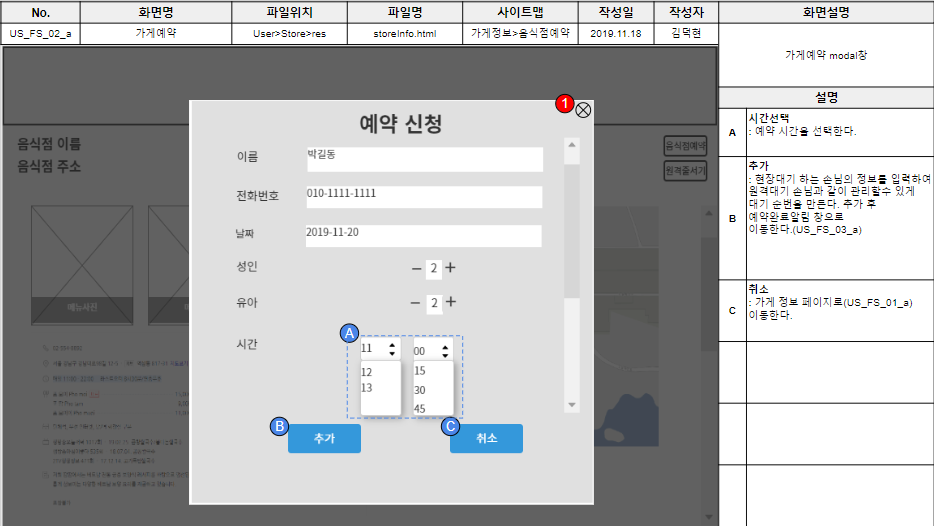 No. 화면명 파일위치 파일명 사이트맵 작성일 작성자 화면설명
US_FS_02_a 가게예약 User>Store>res storeInfo.html 가게정보>음식점예약 2019.11.18 김덕현
가게예약 modal창
설명
A
시간선택
: 예약 시간을 선택한다.
B
추가
: 현장대기 하는 손님의 정보를 입력하여
원격대기 손님과 같이 관리할수 있게
대기 순번을 만든다. 추가 후
예약완료알림 창으로
이동한다.(US_FS_03_a)
C
취소
: 가게 정보 페이지로(US_FS_01_a)
이동한다.
음식점 이름
음식점 주소
음식점예약
원격줄서기
메뉴사진
1
예약 신청
이름 박길동
전화번호 010-1111-1111
날짜 2019-11-20
성인 – 2 +
유아 – 2 +
A
시간 11 00
12 15
13 30
45
B 추가
C 취소